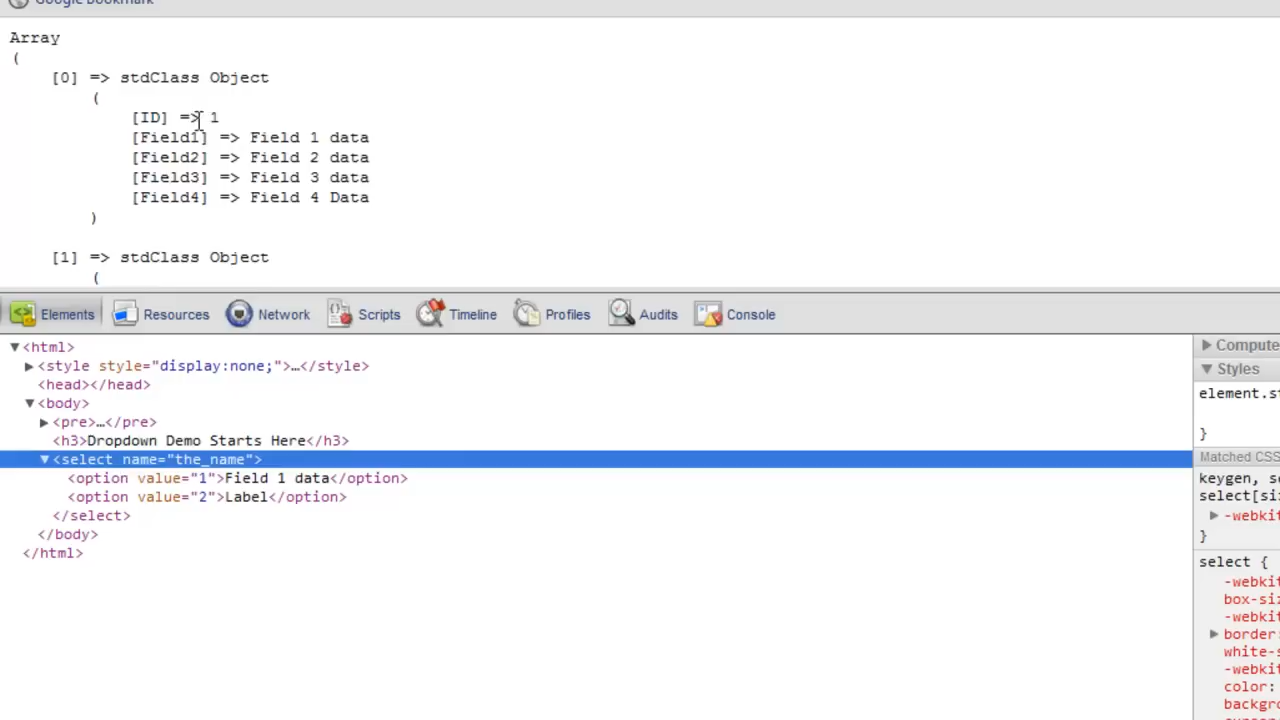 Google Bookmark
Array
(
[0] => stdClass Object
(
[ID] => 1
[Field1] => Field 1 data
[Field2] => Field 2 data
[Field3] => Field 3 data
[Field4] => Field 4 Data
)
[1] => stdClass Object
(
Elements Resources Network Scripts Timeline Profiles Audits Console
<html>
<style style="display:none;">…</style>
<head></head>
<body>
<pre>…</pre>
<h3>Dropdown Demo Starts Here</h3>
<select name="the_name">
<option value="1">Field 1 data</option>
<option value="2">Label</option>
</select>
</body>
</html>
Compute
Styles
element.st
}
Matched CSS
keygen, se
select[siz
-webkit
}
select {
-webkit
box-siz
-webkit
border:
white-s
-webkit
color:
backgro